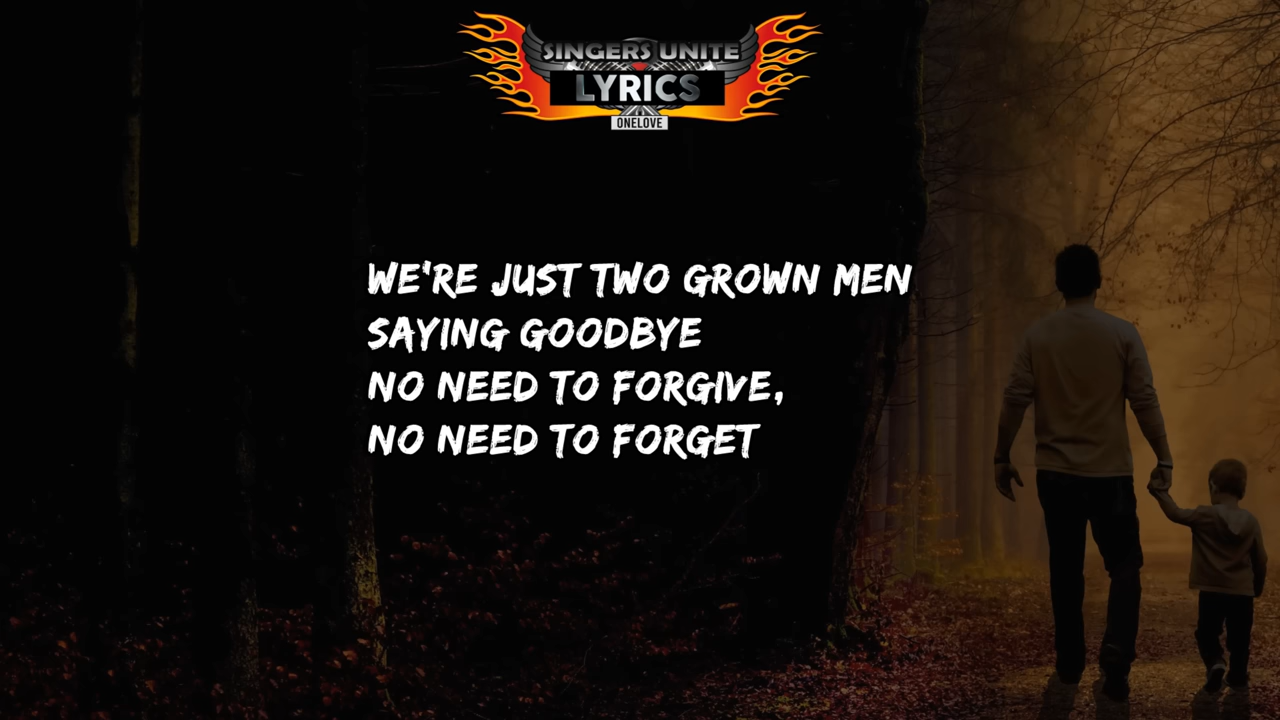 SINGERS UNITE
LYRICS
ONELOVE
WE'RE JUST TWO GROWN MEN
SAYING GOODBYE
NO NEED TO FORGIVE,
NO NEED TO FORGET